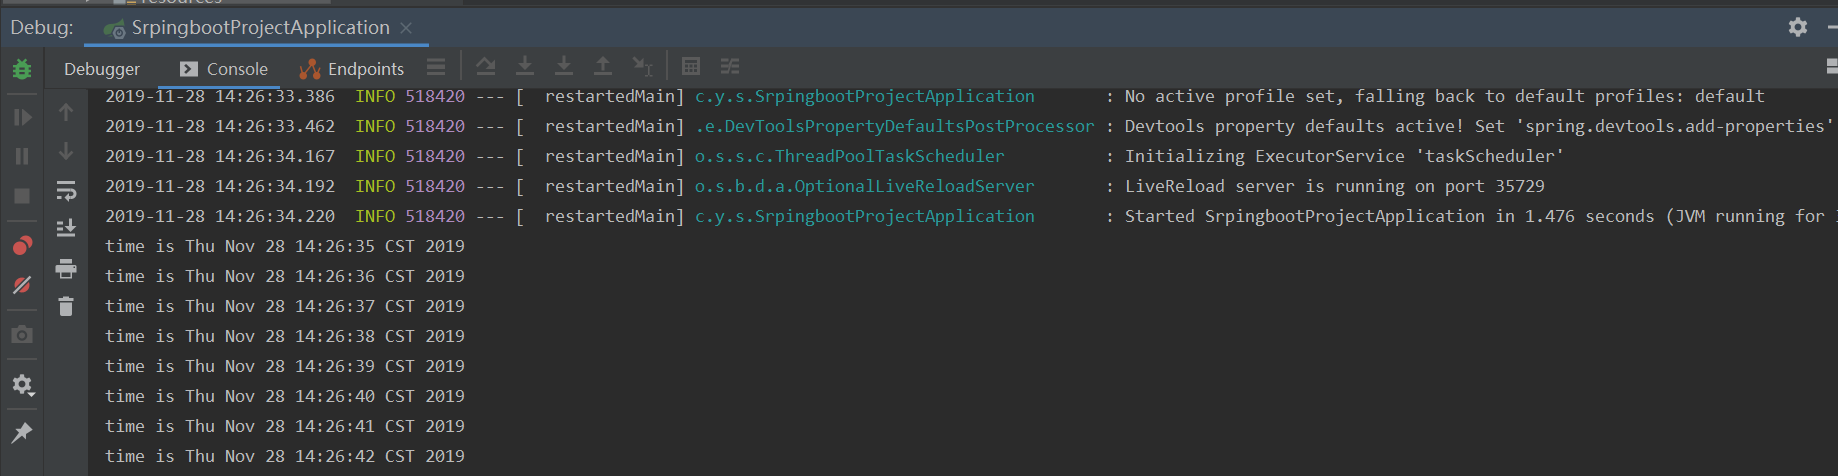 resources
Debug: SrpingbootProjectApplication
Debugger Console Endpoints
2019-11-28 14:26:33.386  INFO 518420 --- [  restartedMain] c.y.s.SrpingbootProjectApplication       : No active profile set, falling back to default profiles: default
2019-11-28 14:26:33.462  INFO 518420 --- [  restartedMain] .e.DevToolsPropertyDefaultsPostProcessor : Devtools property defaults active! Set 'spring.devtools.add-properties'
2019-11-28 14:26:34.167  INFO 518420 --- [  restartedMain] o.s.s.c.ThreadPoolTaskScheduler          : Initializing ExecutorService 'taskScheduler'
2019-11-28 14:26:34.192  INFO 518420 --- [  restartedMain] o.s.b.d.a.OptionalLiveReloadServer       : LiveReload server is running on port 35729
2019-11-28 14:26:34.220  INFO 518420 --- [  restartedMain] c.y.s.SrpingbootProjectApplication       : Started SrpingbootProjectApplication in 1.476 seconds (JVM running for
time is Thu Nov 28 14:26:35 CST 2019
time is Thu Nov 28 14:26:36 CST 2019
time is Thu Nov 28 14:26:37 CST 2019
time is Thu Nov 28 14:26:38 CST 2019
time is Thu Nov 28 14:26:39 CST 2019
time is Thu Nov 28 14:26:40 CST 2019
time is Thu Nov 28 14:26:41 CST 2019
time is Thu Nov 28 14:26:42 CST 2019